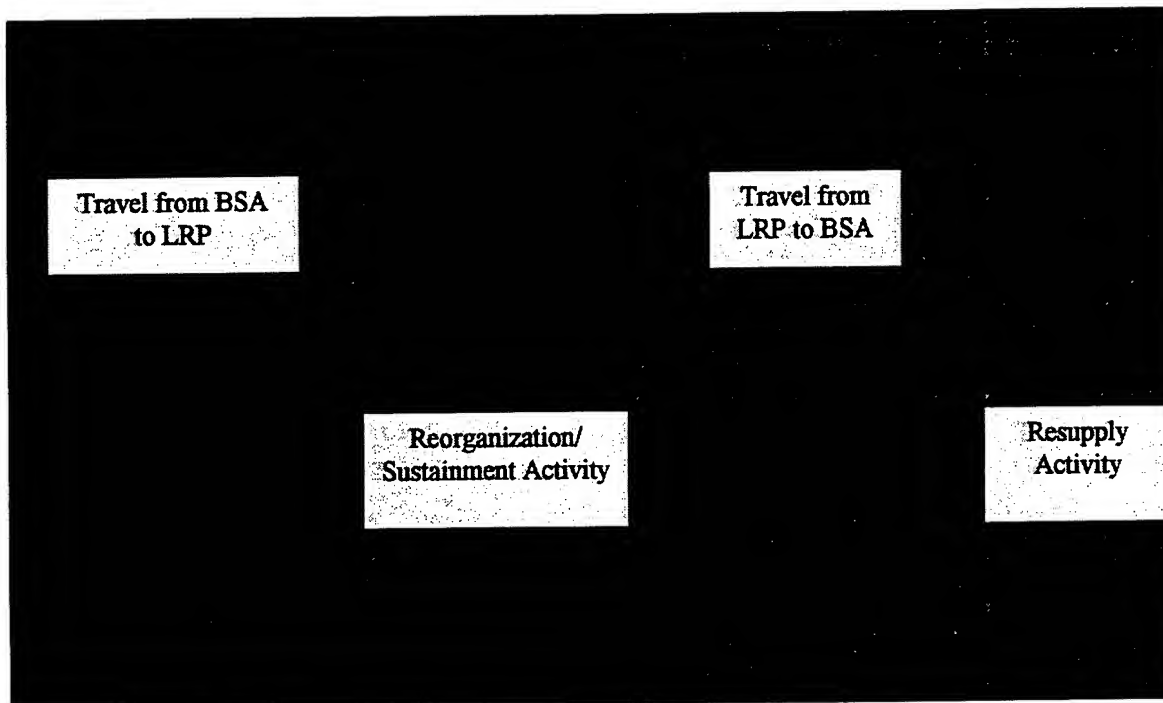 Travel from BSA
to LRP
Travel from
LRP to BSA
Reorganization/
Sustainment Activity
Resupply
Activity